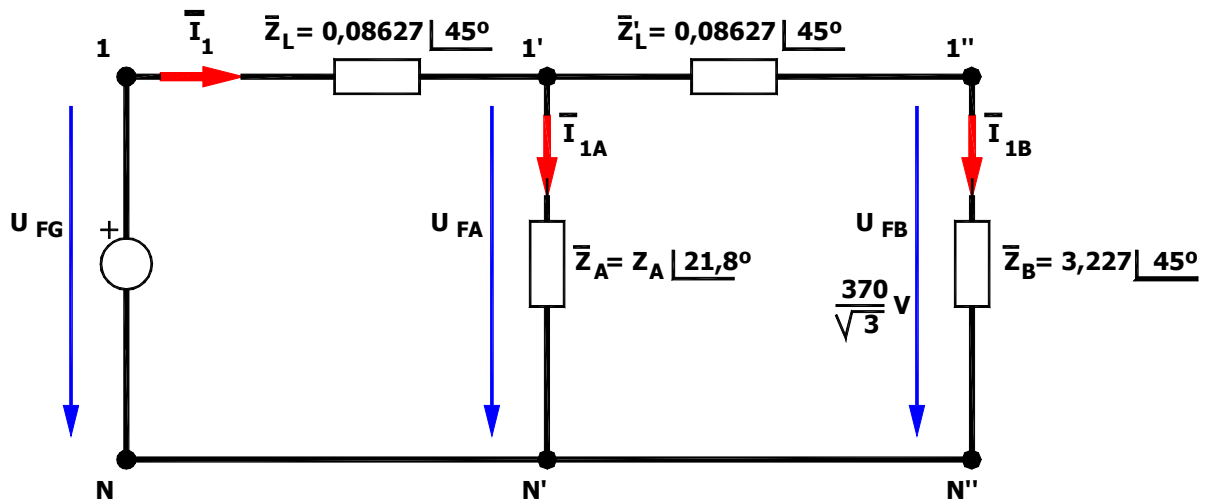 1
I̅1
Z̅L = 0,08627 45º
1'
Z̅'L = 0,08627 45º
1''
I̅1A
I̅1B
U FG
+
U FA
Z̅A = ZA 21,8º
U FB
370
√3
V
Z̅B = 3,227 45º
N
N'
N''